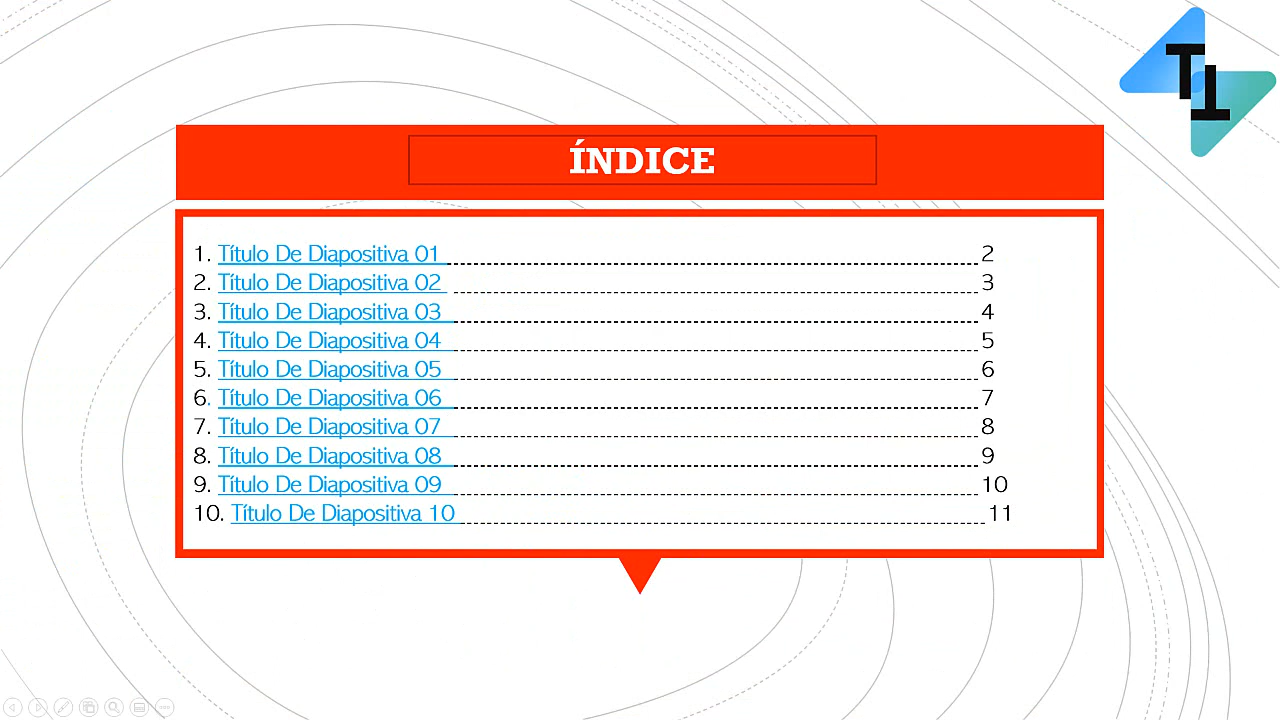 TT
ÍNDICE
1. Título De Diapositiva 01 2
2. Título De Diapositiva 02 3
3. Título De Diapositiva 03 4
4. Título De Diapositiva 04 5
5. Título De Diapositiva 05 6
6. Título De Diapositiva 06 7
7. Título De Diapositiva 07 8
8. Título De Diapositiva 08 9
9. Título De Diapositiva 09 10
10. Título De Diapositiva 10 11